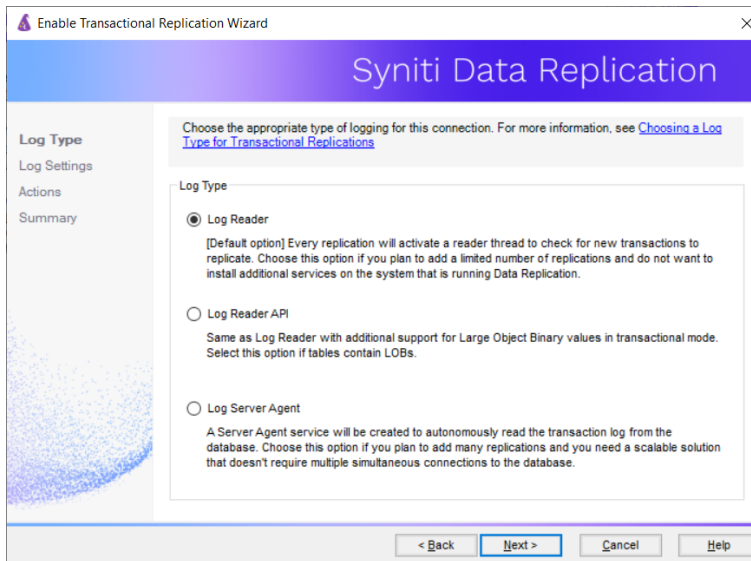 Enable Transactional Replication Wizard
Syniti Data Replication
Log Type
Log Settings
Actions
Summary
Choose the appropriate type of logging for this connection. For more information, see Choosing a Log
Type for Transactional Replications
Log Type
Log Reader
[Default option] Every replication will activate a reader thread to check for new transactions to
replicate. Choose this option if you plan to add a limited number of replications and do not want to
install additional services on the system that is running Data Replication.
Log Reader API
Same as Log Reader with additional support for Large Object Binary values in transactional mode.
Select this option if tables contain LOBs.
Log Server Agent
A Server Agent service will be created to autonomously read the transaction log from the
database. Choose this option if you plan to add many replications and you need a scalable solution
that doesn't require multiple simultaneous connections to the database.
< Back
Next >
Cancel
Help